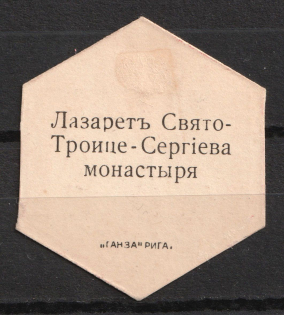 Лазаретъ Свято-
Троице-Сергіева
монастыря
„ГАНЗА“ РИГА.